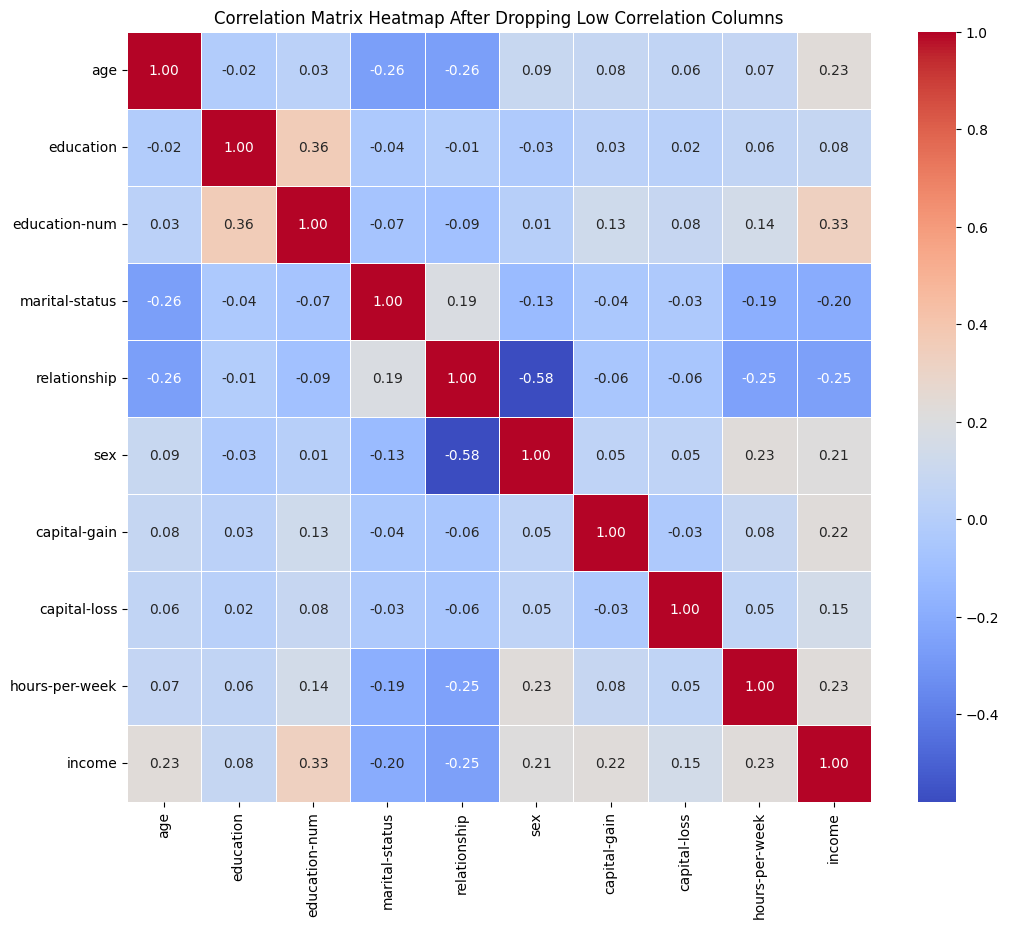 Correlation Matrix Heatmap After Dropping Low Correlation Columns
age 1.00 -0.02 0.03 -0.26 -0.26 0.09 0.08 0.06 0.07 0.23
education -0.02 1.00 0.36 -0.04 -0.01 -0.03 0.03 0.02 0.06 0.08
education-num 0.03 0.36 1.00 -0.07 -0.09 0.01 0.13 0.08 0.14 0.33
marital-status -0.26 -0.04 -0.07 1.00 0.19 -0.13 -0.04 -0.03 -0.19 -0.20
relationship -0.26 -0.01 -0.09 0.19 1.00 -0.58 -0.06 -0.06 -0.25 -0.25
sex 0.09 -0.03 0.01 -0.13 -0.58 1.00 0.05 0.05 0.23 0.21
capital-gain 0.08 0.03 0.13 -0.04 -0.06 0.05 1.00 -0.03 0.08 0.22
capital-loss 0.06 0.02 0.08 -0.03 -0.06 0.05 -0.03 1.00 0.05 0.15
hours-per-week 0.07 0.06 0.14 -0.19 -0.25 0.23 0.08 0.05 1.00 0.23
income 0.23 0.08 0.33 -0.20 -0.25 0.21 0.22 0.15 0.23 1.00
age
education
education-num
marital-status
relationship
sex
capital-gain
capital-loss
hours-per-week
income
1.0
0.8
0.6
0.4
0.2
0.0
−0.2
−0.4